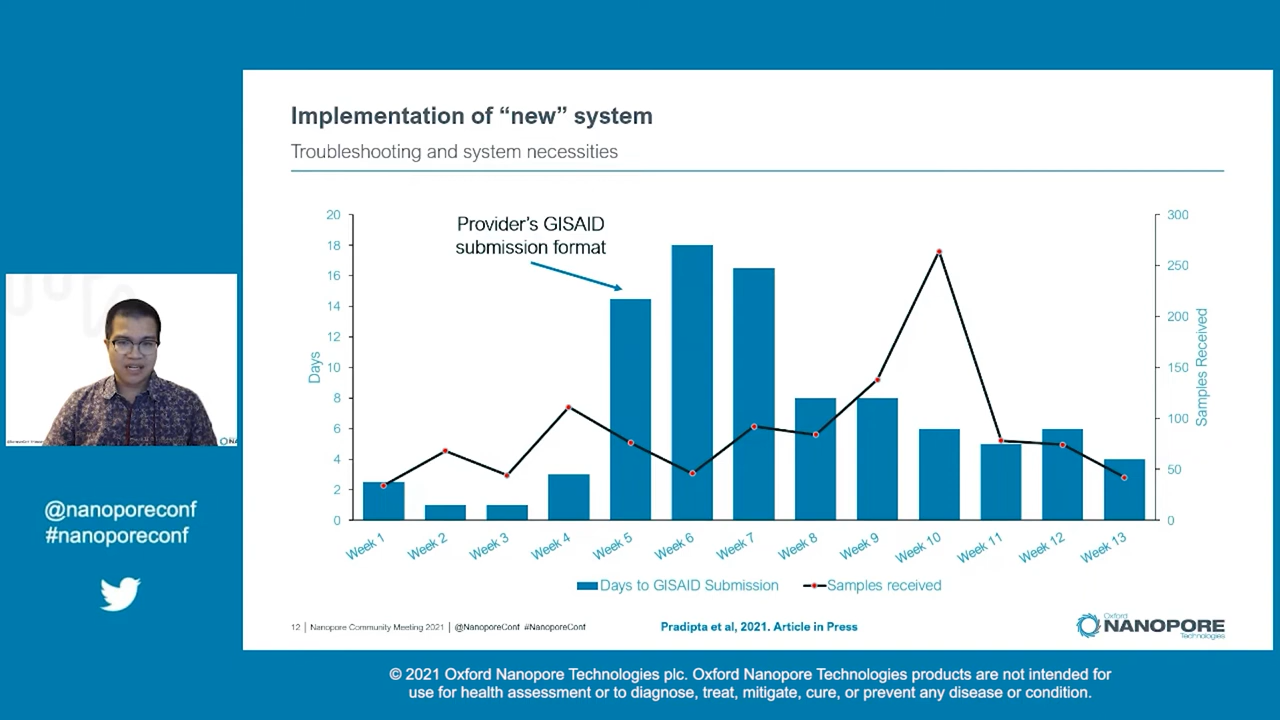 Implementation of “new” system
Troubleshooting and system necessities
Provider’s GISAID
submission format
20
18
16
14
12
10
8
6
4
2
0
Days
300
250
200
150
100
50
0
Samples Received
Week 1
Week 2
Week 3
Week 4
Week 5
Week 6
Week 7
Week 8
Week 9
Week 10
Week 11
Week 12
Week 13
Days to GISAID Submission
Samples received
12 | Nanopore Community Meeting 2021 | @NanoporeConf #NanoporeConf
Pradipta et al, 2021. Article in Press
Oxford
NANOPORE
Technologies
@nanoporeconf
#nanoporeconf
© 2021 Oxford Nanopore Technologies plc. Oxford Nanopore Technologies products are not intended for
use for health assessment or to diagnose, treat, mitigate, cure, or prevent any disease or condition.